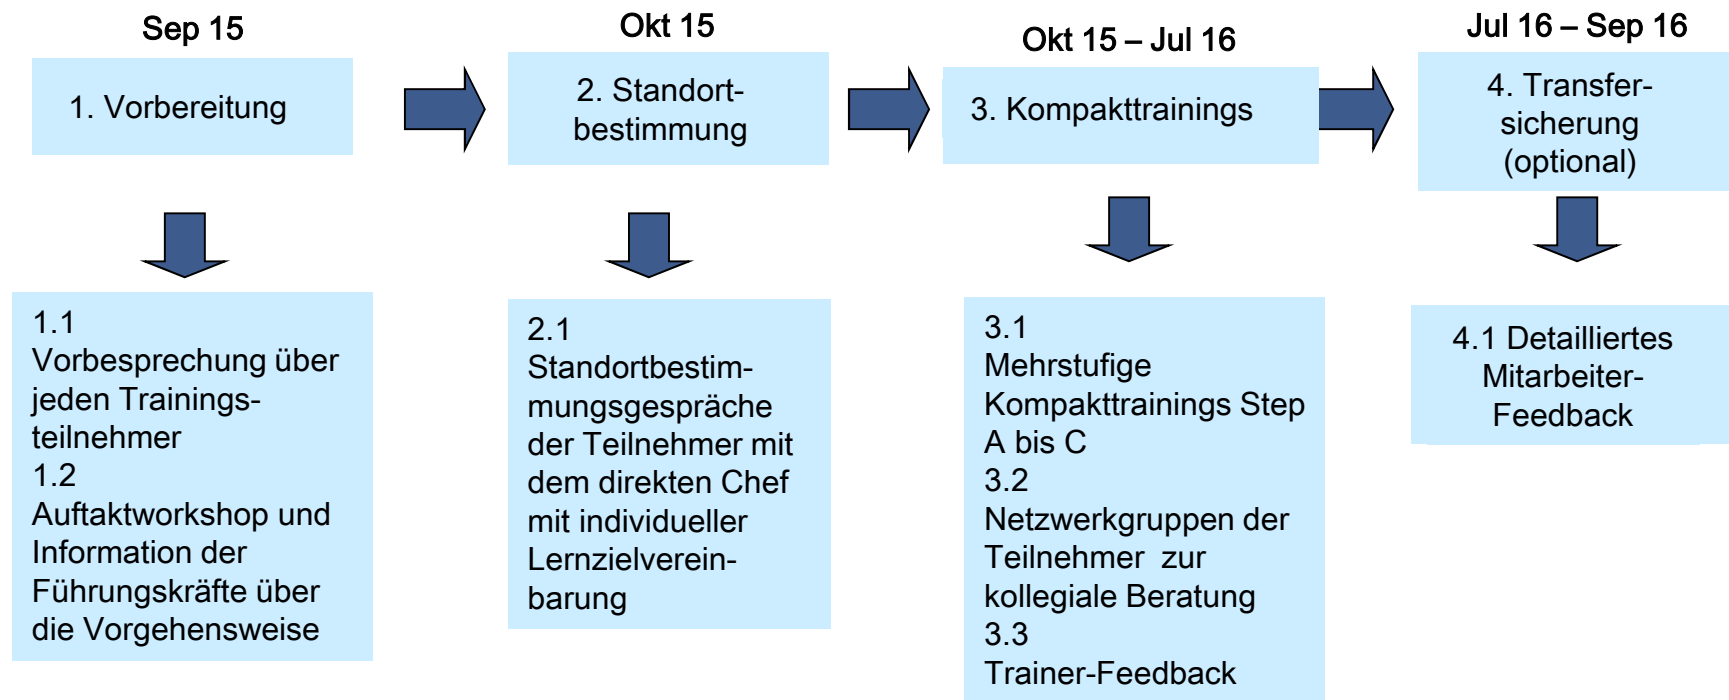 Sep 15
Okt 15
Okt 15 – Jul 16
Jul 16 – Sep 16
1. Vorbereitung
2. Standort-
bestimmung
3. Kompakttrainings
4. Transfer-
sicherung
(optional)
1.1
Vorbesprechung über
jeden Trainings-
teilnehmer
1.2
Auftaktworkshop und
Information der
Führungskräfte über
die Vorgehensweise
2.1
Standortbestim-
mungsgespräche
der Teilnehmer mit
dem direkten Chef
mit individueller
Lernzielverein-
barung
3.1
Mehrstufige
Kompakttrainings Step
A bis C
3.2
Netzwerkgruppen der
Teilnehmer  zur
kollegiale Beratung
3.3
Trainer-Feedback
4.1 Detailliertes
Mitarbeiter-
Feedback